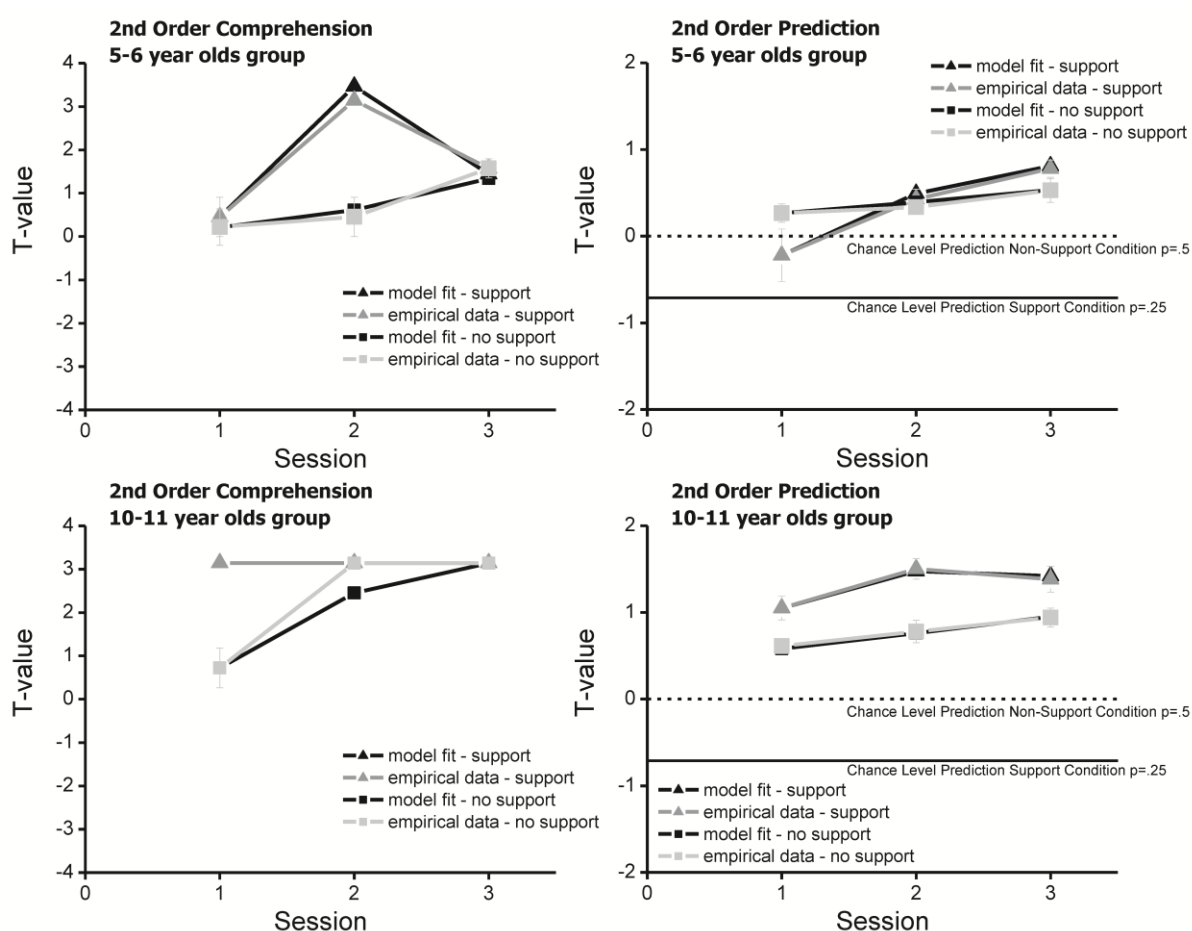 2nd Order Comprehension
5-6 year olds group
4
3
2
1
0
-1
-2
-3
-4
T-value
model fit - support
empirical data - support
model fit - no support
empirical data - no support
0
1
2
3
Session
2nd Order Prediction
5-6 year olds group
2
1
0
-1
-2
T-value
model fit - support
empirical data - support
model fit - no support
empirical data - no support
Chance Level Prediction Non-Support Condition p=.5
Chance Level Prediction Support Condition p=.25
0
1
2
3
Session
2nd Order Comprehension
10-11 year olds group
4
3
2
1
0
-1
-2
-3
-4
T-value
model fit - support
empirical data - support
model fit - no support
empirical data - no support
0
1
2
3
Session
2nd Order Prediction
10-11 year olds group
2
1
0
-1
-2
T-value
Chance Level Prediction Non-Support Condition p=.5
Chance Level Prediction Support Condition p=.25
model fit - support
empirical data - support
model fit - no support
empirical data - no support
0
1
2
3
Session